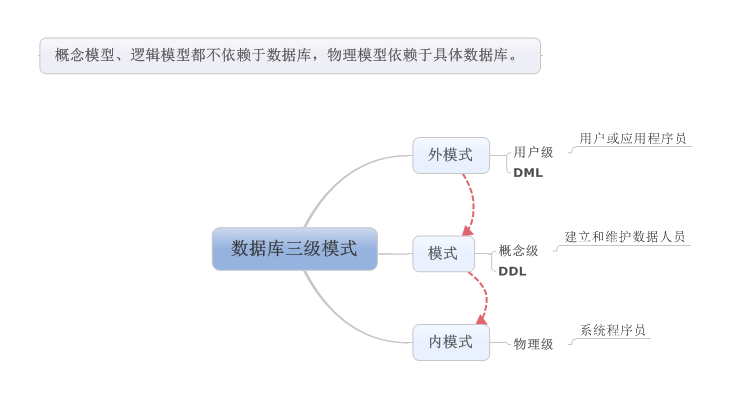 概念模型、逻辑模型都不依赖于数据库，物理模型依赖于具体数据库。
用户或应用程序员
外模式
用户级
DML
建立和维护数据人员
数据库三级模式
模式
概念级
DDL
系统程序员
内模式
物理级